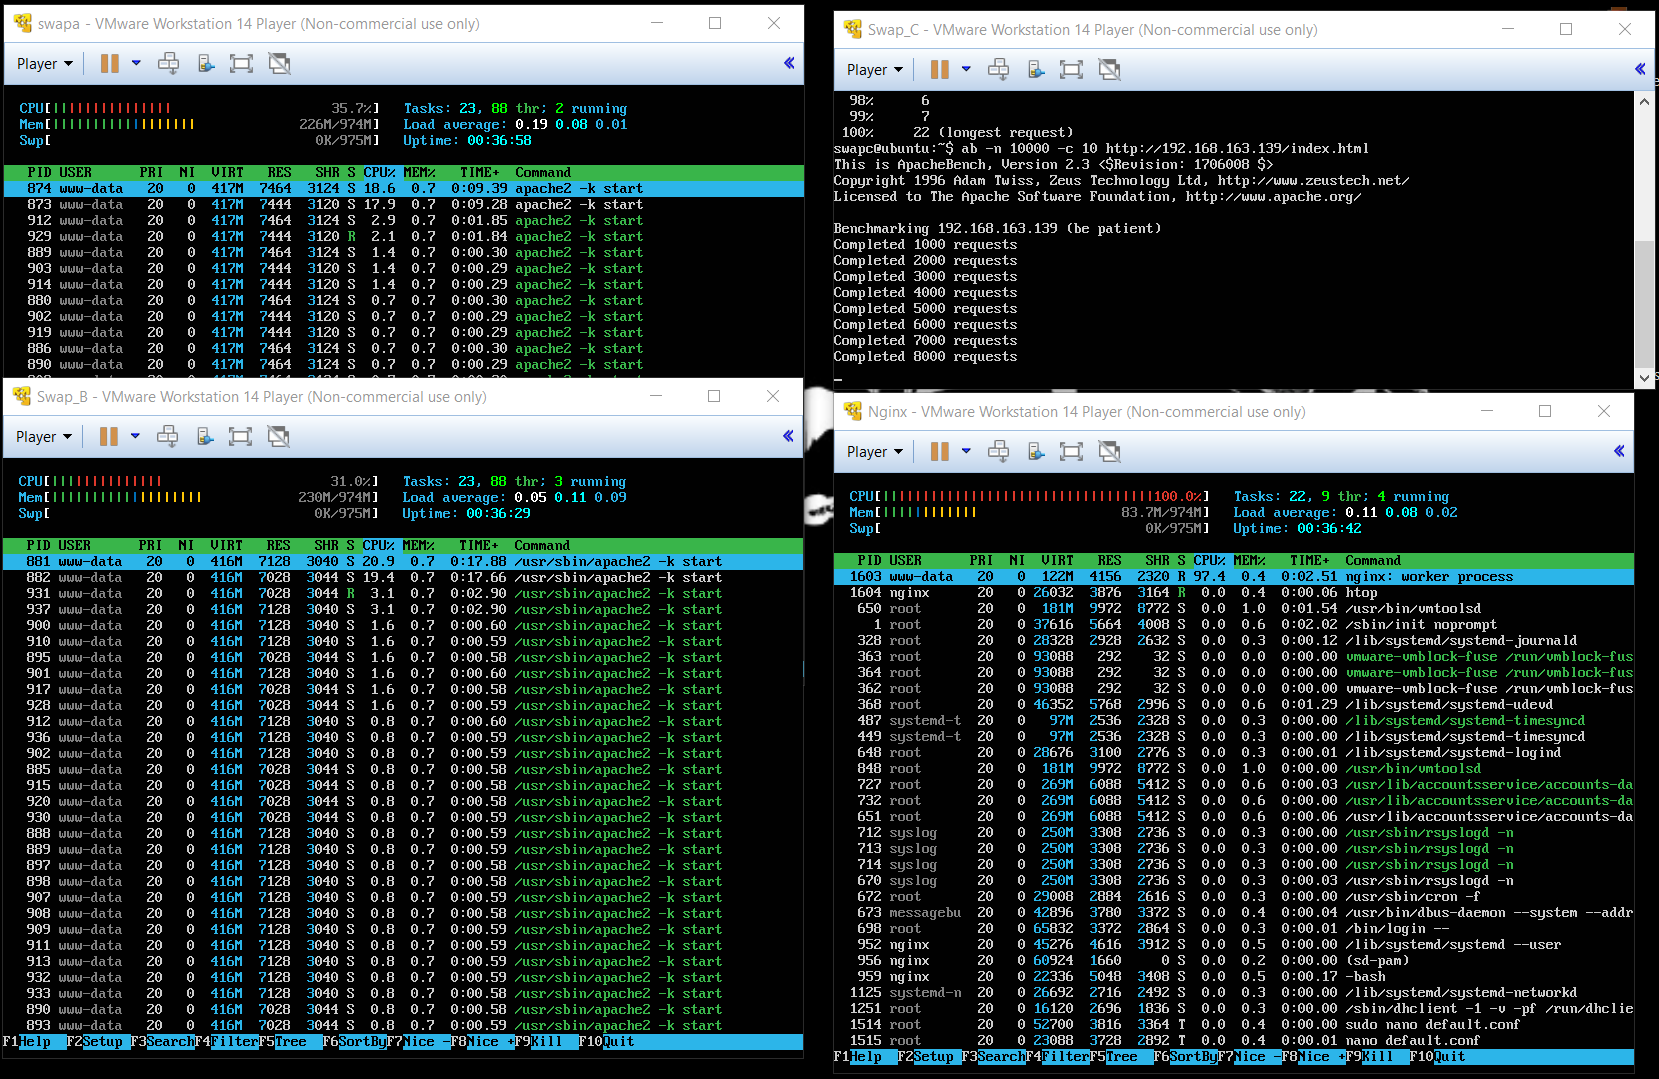 swapa - VMware Workstation 14 Player (Non-commercial use only)
Player
CPU[||||||||||||||| 35.7%] Tasks: 23, 88 thr; 2 running
Mem[|||||||||||||||||| 226M/974M] Load average: 0.19 0.08 0.01
Swp[ 0K/975M] Uptime: 00:36:58
PID USER PRI NI VIRT RES SHR S CPU% MEM% TIME+ Command
874 www-data 20 0 417M 7464 3124 S 18.6 0.7 0:09.39 apache2 -k start
873 www-data 20 0 417M 7444 3120 S 17.9 0.7 0:09.28 apache2 -k start
912 www-data 20 0 417M 7464 3124 S 2.9 0.7 0:01.85 apache2 -k start
929 www-data 20 0 417M 7444 3120 R 2.1 0.7 0:01.84 apache2 -k start
889 www-data 20 0 417M 7464 3124 S 1.4 0.7 0:00.30 apache2 -k start
903 www-data 20 0 417M 7444 3120 S 1.4 0.7 0:00.29 apache2 -k start
914 www-data 20 0 417M 7444 3120 S 1.4 0.7 0:00.29 apache2 -k start
880 www-data 20 0 417M 7464 3124 S 0.7 0.7 0:00.30 apache2 -k start
902 www-data 20 0 417M 7464 3124 S 0.7 0.7 0:00.29 apache2 -k start
919 www-data 20 0 417M 7444 3120 S 0.7 0.7 0:00.29 apache2 -k start
886 www-data 20 0 417M 7464 3124 S 0.7 0.7 0:00.30 apache2 -k start
890 www-data 20 0 417M 7464 3124 S 0.7 0.7 0:00.29 apache2 -k start
Swap_C - VMware Workstation 14 Player (Non-commercial use only)
Player
98% 6
99% 7
100% 22 (longest request)
swapc@ubuntu:~$ ab -n 10000 -c 10 http://192.168.163.139/index.html
This is ApacheBench, Version 2.3 <$Revision: 1706008 $>
Copyright 1996 Adam Twiss, Zeus Technology Ltd, http://www.zeustech.net/
Licensed to The Apache Software Foundation, http://www.apache.org/
Benchmarking 192.168.163.139 (be patient)
Completed 1000 requests
Completed 2000 requests
Completed 3000 requests
Completed 4000 requests
Completed 5000 requests
Completed 6000 requests
Completed 7000 requests
Completed 8000 requests
Swap_B - VMware Workstation 14 Player (Non-commercial use only)
Player
CPU[|||||||||||||| 31.0%] Tasks: 23, 88 thr; 3 running
Mem[||||||||||||||||||| 230M/974M] Load average: 0.05 0.11 0.09
Swp[ 0K/975M] Uptime: 00:36:29
PID USER PRI NI VIRT RES SHR S CPU% MEM% TIME+ Command
881 www-data 20 0 416M 7128 3040 S 20.9 0.7 0:17.88 /usr/sbin/apache2 -k start
882 www-data 20 0 416M 7028 3044 S 19.4 0.7 0:17.66 /usr/sbin/apache2 -k start
931 www-data 20 0 416M 7028 3044 R 3.1 0.7 0:02.90 /usr/sbin/apache2 -k start
937 www-data 20 0 416M 7128 3040 S 3.1 0.7 0:02.90 /usr/sbin/apache2 -k start
900 www-data 20 0 416M 7128 3040 S 1.6 0.7 0:00.60 /usr/sbin/apache2 -k start
910 www-data 20 0 416M 7128 3040 S 1.6 0.7 0:00.59 /usr/sbin/apache2 -k start
895 www-data 20 0 416M 7028 3044 S 1.6 0.7 0:00.58 /usr/sbin/apache2 -k start
901 www-data 20 0 416M 7128 3040 S 1.6 0.7 0:00.60 /usr/sbin/apache2 -k start
917 www-data 20 0 416M 7028 3044 S 1.6 0.7 0:00.58 /usr/sbin/apache2 -k start
928 www-data 20 0 416M 7028 3044 S 1.6 0.7 0:00.59 /usr/sbin/apache2 -k start
912 www-data 20 0 416M 7128 3040 S 0.8 0.7 0:00.60 /usr/sbin/apache2 -k start
936 www-data 20 0 416M 7128 3040 S 0.8 0.7 0:00.59 /usr/sbin/apache2 -k start
902 www-data 20 0 416M 7128 3040 S 0.8 0.7 0:00.59 /usr/sbin/apache2 -k start
885 www-data 20 0 416M 7028 3044 S 0.8 0.7 0:00.58 /usr/sbin/apache2 -k start
915 www-data 20 0 416M 7028 3044 S 0.8 0.7 0:00.58 /usr/sbin/apache2 -k start
920 www-data 20 0 416M 7028 3044 S 0.8 0.7 0:00.58 /usr/sbin/apache2 -k start
930 www-data 20 0 416M 7028 3044 S 0.8 0.7 0:00.58 /usr/sbin/apache2 -k start
888 www-data 20 0 416M 7128 3040 S 0.8 0.7 0:00.59 /usr/sbin/apache2 -k start
889 www-data 20 0 416M 7128 3040 S 0.8 0.7 0:00.59 /usr/sbin/apache2 -k start
897 www-data 20 0 416M 7128 3040 S 0.8 0.7 0:00.58 /usr/sbin/apache2 -k start
898 www-data 20 0 416M 7128 3040 S 0.8 0.7 0:00.58 /usr/sbin/apache2 -k start
907 www-data 20 0 416M 7128 3040 S 0.8 0.7 0:00.59 /usr/sbin/apache2 -k start
908 www-data 20 0 416M 7128 3040 S 0.8 0.7 0:00.58 /usr/sbin/apache2 -k start
909 www-data 20 0 416M 7128 3040 S 0.8 0.7 0:00.59 /usr/sbin/apache2 -k start
911 www-data 20 0 416M 7128 3040 S 0.8 0.7 0:00.59 /usr/sbin/apache2 -k start
913 www-data 20 0 416M 7128 3040 S 0.8 0.7 0:00.59 /usr/sbin/apache2 -k start
932 www-data 20 0 416M 7128 3040 S 0.8 0.7 0:00.58 /usr/sbin/apache2 -k start
933 www-data 20 0 416M 7128 3040 S 0.8 0.7 0:00.59 /usr/sbin/apache2 -k start
890 www-data 20 0 416M 7028 3044 S 0.8 0.7 0:00.58 /usr/sbin/apache2 -k start
893 www-data 20 0 416M 7028 3044 S 0.8 0.7 0:00.59 /usr/sbin/apache2 -k start
F1Help F2Setup F3SearchF4FilterF5Tree F6SortByF7Nice -F8Nice +F9Kill F10Quit
Nginx - VMware Workstation 14 Player (Non-commercial use only)
Player
CPU[||||||||||||||||||||||||||||||||||100.0%] Tasks: 22, 9 thr; 4 running
Mem[||||||||||||| 83.7M/974M] Load average: 0.11 0.08 0.02
Swp[ 0K/975M] Uptime: 00:36:42
PID USER PRI NI VIRT RES SHR S CPU% MEM% TIME+ Command
1603 www-data 20 0 122M 4156 2320 R 97.4 0.4 0:02.51 nginx: worker process
1604 nginx 20 0 26032 3876 3164 R 0.0 0.4 0:00.06 htop
650 root 20 0 181M 9972 8772 S 0.0 1.0 0:01.54 /usr/bin/vmtoolsd
1 root 20 0 37616 5664 4008 S 0.0 0.6 0:02.02 /sbin/init noprompt
328 root 20 0 28328 2928 2632 S 0.0 0.3 0:00.12 /lib/systemd/systemd-journald
363 root 20 0 93088 292 32 S 0.0 0.0 0:00.00 vmware-vmblock-fuse /run/vmblock-fus
364 root 20 0 93088 292 32 S 0.0 0.0 0:00.00 vmware-vmblock-fuse /run/vmblock-fus
362 root 20 0 93088 292 32 S 0.0 0.0 0:00.00 vmware-vmblock-fuse /run/vmblock-fus
368 root 20 0 46352 5768 2996 S 0.0 0.6 0:01.29 /lib/systemd/systemd-udevd
487 systemd-t 20 0 97M 2536 2328 S 0.0 0.3 0:00.00 /lib/systemd/systemd-timesyncd
449 systemd-t 20 0 97M 2536 2328 S 0.0 0.3 0:00.00 /lib/systemd/systemd-timesyncd
648 root 20 0 28676 3100 2776 S 0.0 0.3 0:00.01 /lib/systemd/systemd-logind
848 root 20 0 181M 9972 8772 S 0.0 1.0 0:00.00 /usr/bin/vmtoolsd
727 root 20 0 269M 6088 5412 S 0.0 0.6 0:00.03 /usr/lib/accountsservice/accounts-da
732 root 20 0 269M 6088 5412 S 0.0 0.6 0:00.00 /usr/lib/accountsservice/accounts-da
651 root 20 0 269M 6088 5412 S 0.0 0.6 0:00.06 /usr/lib/accountsservice/accounts-da
712 syslog 20 0 250M 3308 2736 S 0.0 0.3 0:00.00 /usr/sbin/rsyslogd -n
713 syslog 20 0 250M 3308 2736 S 0.0 0.3 0:00.00 /usr/sbin/rsyslogd -n
714 syslog 20 0 250M 3308 2736 S 0.0 0.3 0:00.00 /usr/sbin/rsyslogd -n
670 syslog 20 0 250M 3308 2736 S 0.0 0.3 0:00.00 /usr/sbin/rsyslogd -n
672 root 20 0 29008 2884 2616 S 0.0 0.3 0:00.00 /usr/sbin/cron -f
673 messagebu 20 0 42896 3780 3372 S 0.0 0.4 0:00.04 /usr/bin/dbus-daemon --system --addr
698 root 20 0 65832 3372 2864 S 0.0 0.3 0:00.01 /bin/login --
952 nginx 20 0 45276 4616 3912 S 0.0 0.5 0:00.00 /lib/systemd/systemd --user
956 nginx 20 0 60924 1660 0 S 0.0 0.2 0:00.00 (sd-pam)
959 nginx 20 0 22336 5048 3408 S 0.0 0.5 0:00.17 -bash
1125 systemd-n 20 0 26692 2716 2492 S 0.0 0.3 0:00.00 /lib/systemd/systemd-networkd
1251 root 20 0 16120 2696 1836 S 0.0 0.3 0:00.00 /sbin/dhclient -1 -v -pf /run/dhclie
1514 root 20 0 52700 3816 3364 T 0.0 0.4 0:00.00 sudo nano default.conf
1515 root 20 0 23088 3728 2892 T 0.0 0.4 0:00.01 nano default.conf
F1Help F2Setup F3SearchF4FilterF5Tree F6SortByF7Nice -F8Nice +F9Kill F10Quit